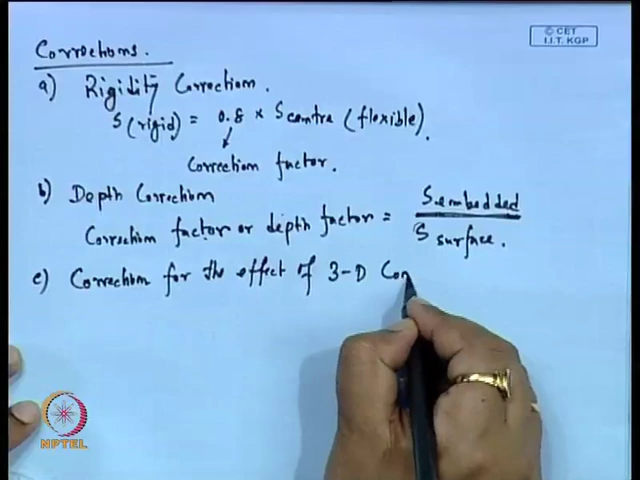 © CET
I.I.T. KGP
Corrections.
a) Rigidity Correction.
S(rigid) = 0.8 × S centre (flexible).
Correction factor.
b) Depth Correction
Correction factor or depth factor = S embedded / S surface.
c) Correction for the effect of 3-D Con
NPTEL